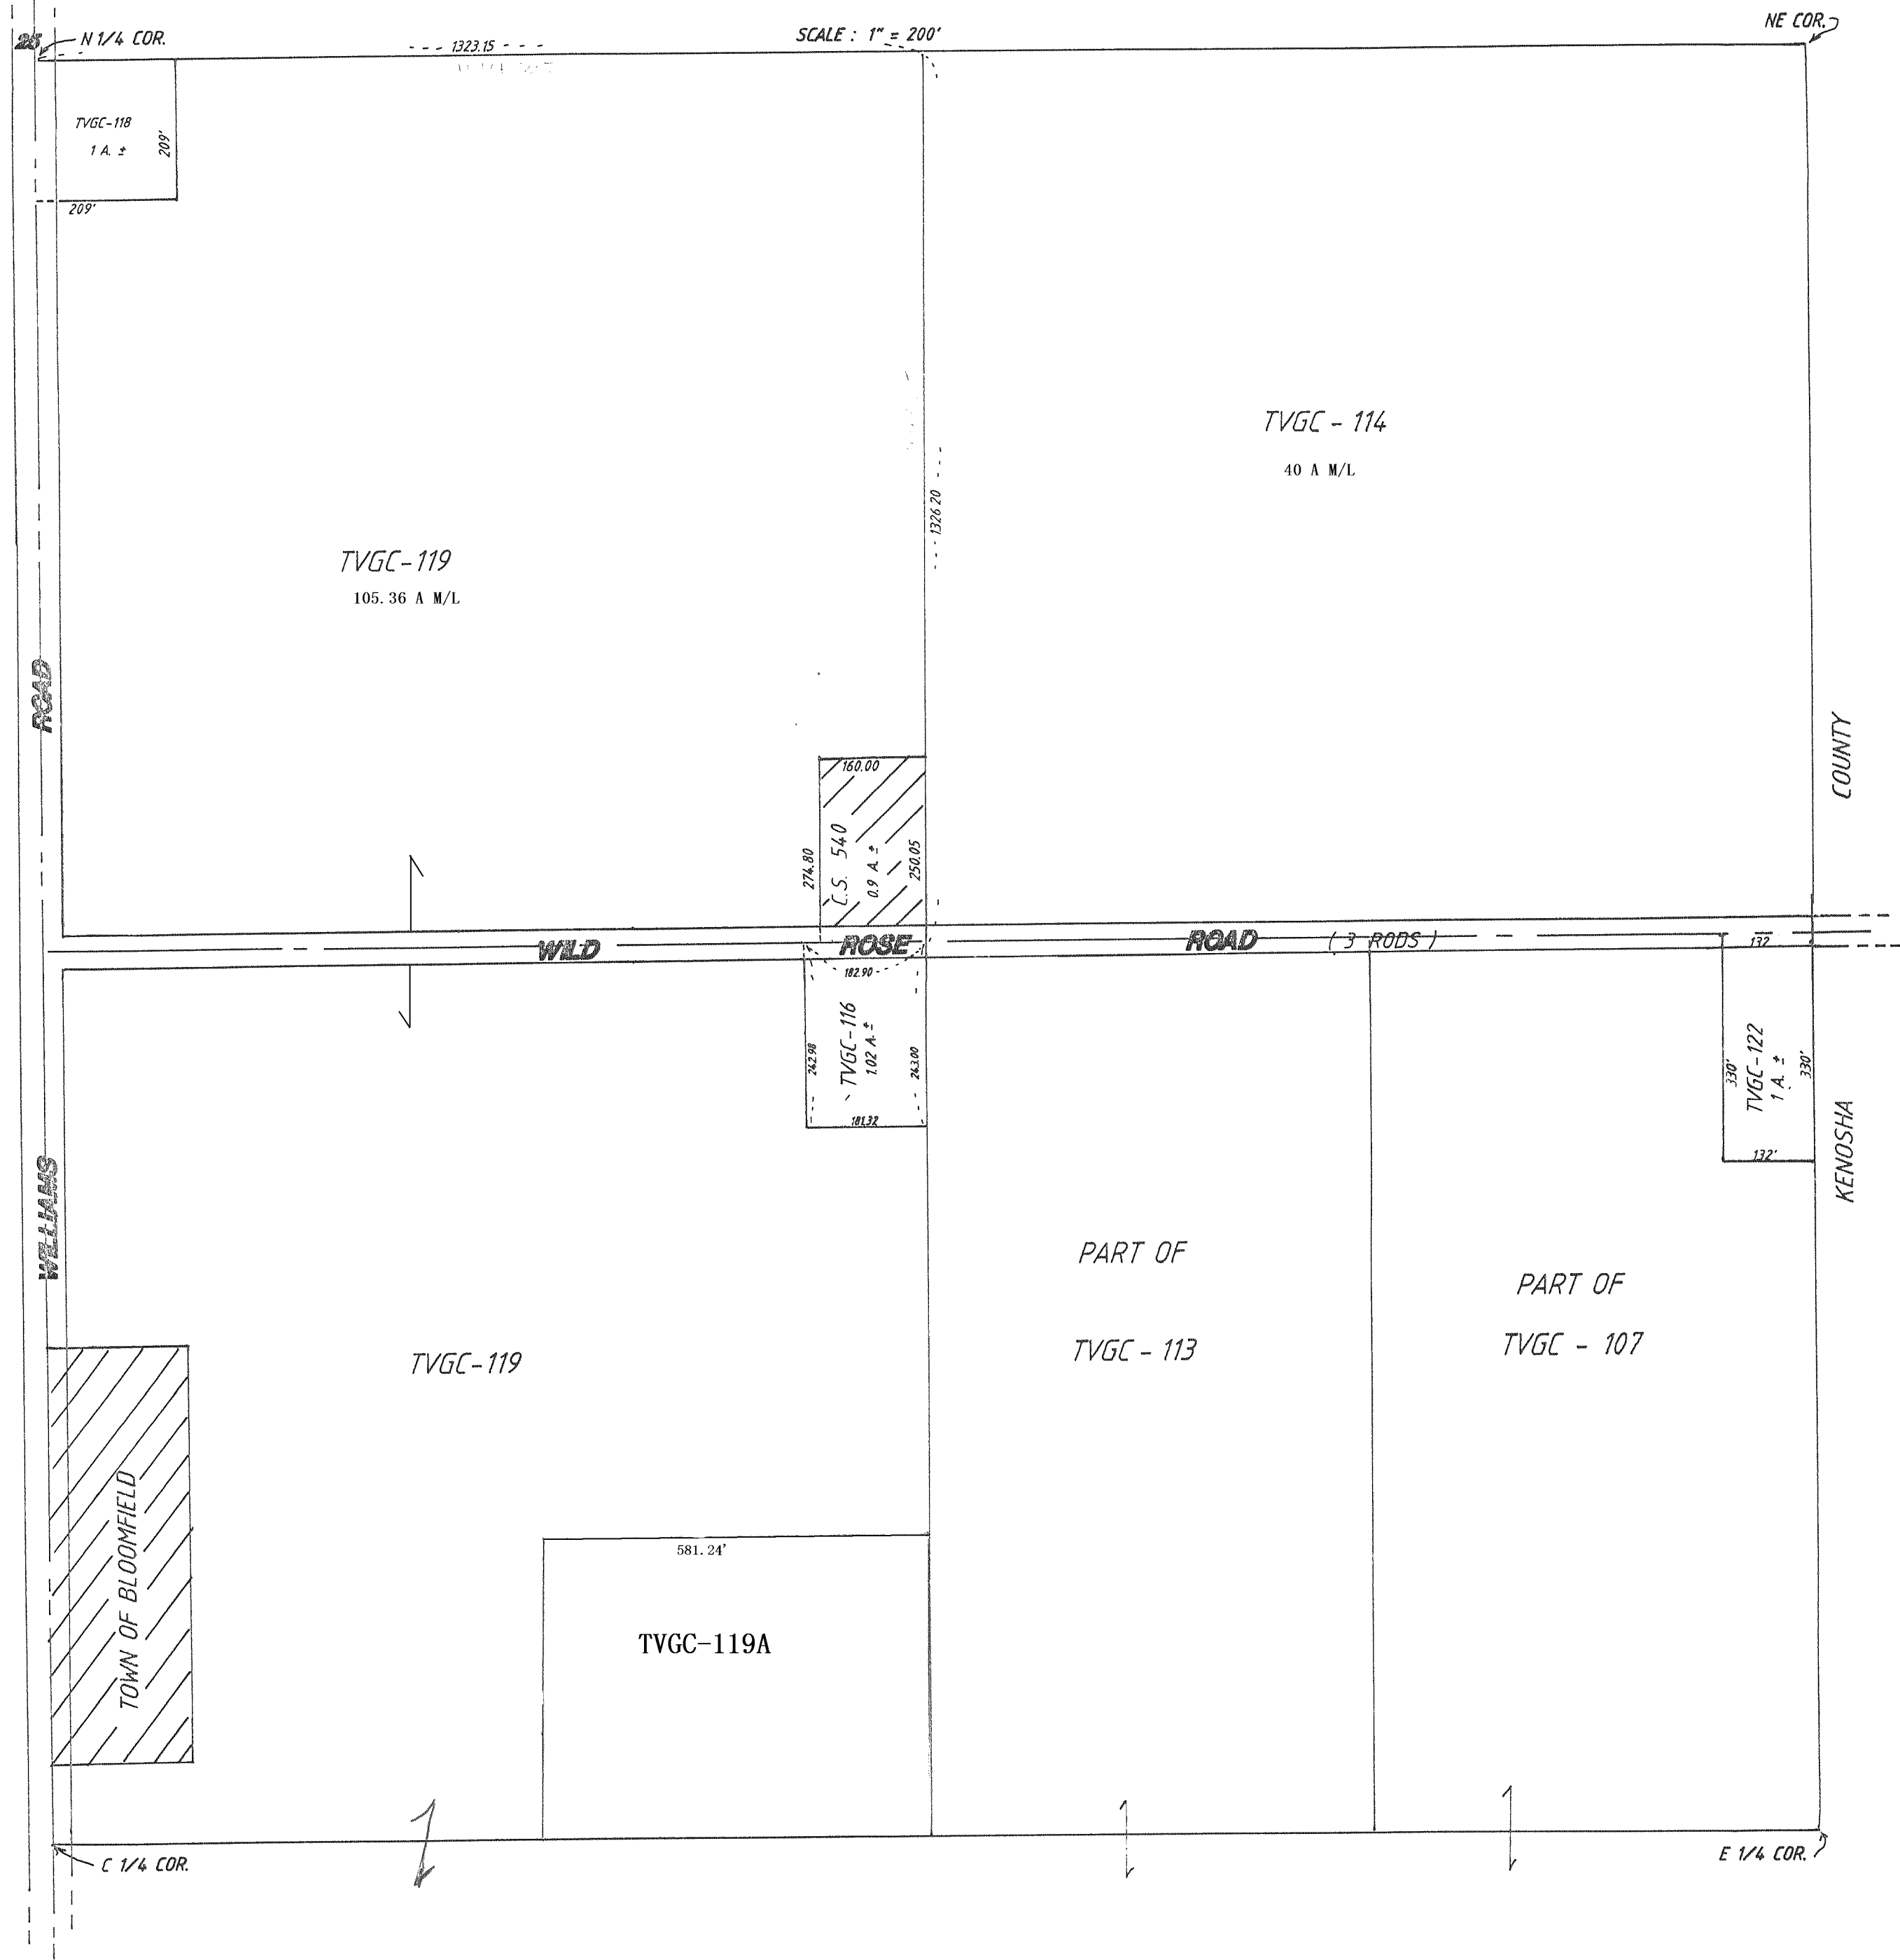 SCALE : 1" = 200'
NE COR.
25
N 1/4 COR.
1323.15
TVGC-118
1 A. ±
209'
209'
TVGC - 114
40 A M/L
1326.20
TVGC-119
105.36 A M/L
ROAD
COUNTY
160.00
274.80
C.S. 540
0.9 A. ±
250.05
WILD ROSE ROAD ( 3 RODS )
132
182.90
242.98
TVGC-116
1.02 A. ±
243.00
181.32
330'
TVGC-122
1 A. ±
330'
132'
KENOSHA
WILLIAMS
PART OF
TVGC - 113
PART OF
TVGC - 107
TVGC-119
TOWN OF BLOOMFIELD
581.24'
TVGC-119A
C 1/4 COR.
E 1/4 COR.